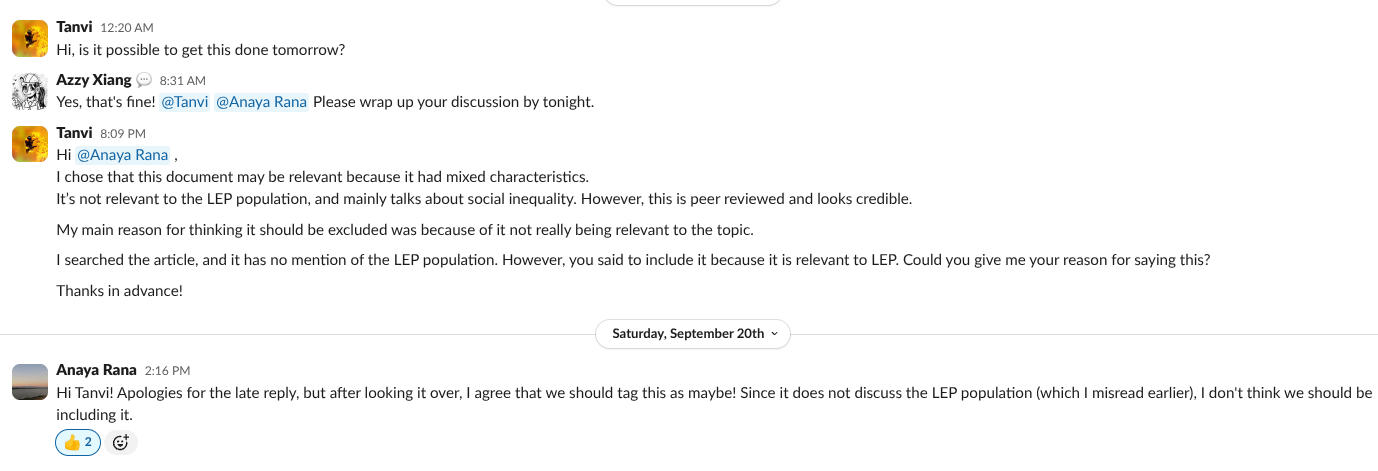 Tanvi 12:20 AM
Hi, is it possible to get this done tomorrow?
Azzy Xiang 8:31 AM
Yes, that's fine! @Tanvi @Anaya Rana Please wrap up your discussion by tonight.
Tanvi 8:09 PM
Hi @Anaya Rana ,
I chose that this document may be relevant because it had mixed characteristics.
It's not relevant to the LEP population, and mainly talks about social inequality. However, this is peer reviewed and looks credible.
My main reason for thinking it should be excluded was because of it not really being relevant to the topic.
I searched the article, and it has no mention of the LEP population. However, you said to include it because it is relevant to LEP. Could you give me your reason for saying this?
Thanks in advance!
Saturday, September 20th
Anaya Rana 2:16 PM
Hi Tanvi! Apologies for the late reply, but after looking it over, I agree that we should tag this as maybe! Since it does not discuss the LEP population (which I misread earlier), I don't think we should be
including it.
👍 2